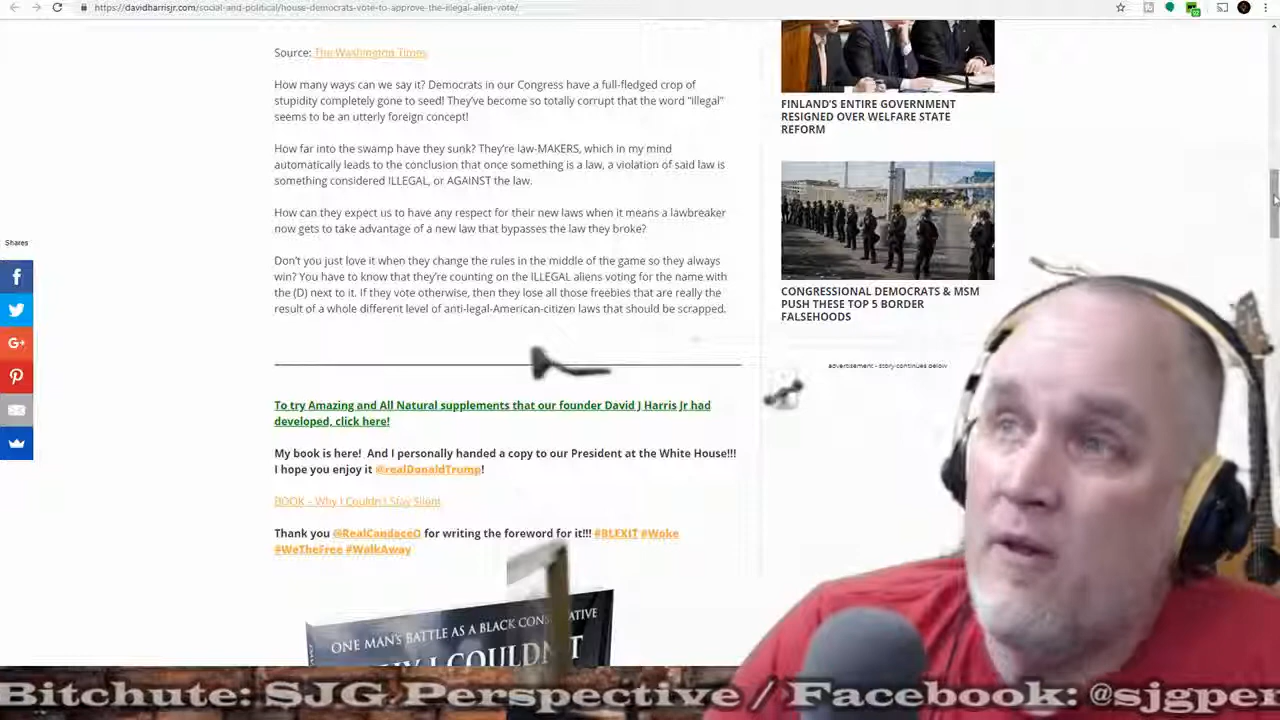 https://davidharrisjr.com/social-and-political/house-democrats-vote-to-approve-the-illegal-alien-vote/
Source: The Washington Times
How many ways can we say it? Democrats in our Congress have a full-fledged crop of
stupidity completely gone to seed! They've become so totally corrupt that the word "illegal"
seems to be an utterly foreign concept!
How far into the swamp have they sunk? They're law-MAKERS, which in my mind
automatically leads to the conclusion that once something is a law, a violation of said law is
something considered ILLEGAL, or AGAINST the law.
How can they expect us to have any respect for their new laws when it means a lawbreaker
now gets to take advantage of a new law that bypasses the law they broke?
Don't you just love it when they change the rules in the middle of the game so they always
win? You have to know that they're counting on the ILLEGAL aliens voting for the name with
the (D) next to it. If they vote otherwise, then they lose all those freebies that are really the
result of a whole different level of anti-legal-American-citizen laws that should be scrapped.
To try Amazing and All Natural supplements that our founder David J Harris Jr had
developed, click here!
My book is here! And I personally handed a copy to our President at the White House!!!
I hope you enjoy it @realDonaldTrump!
BOOK – Why I Couldn't Stay Silent
Thank you @RealCandaceO for writing the foreword for it!!! #BLEXIT #Woke
#WeTheFree #WalkAway
ONE MAN'S BATTLE AS A BLACK CONSERVATIVE
WHY I COULDN'T
FINLAND'S ENTIRE GOVERNMENT
RESIGNED OVER WELFARE STATE
REFORM
CONGRESSIONAL DEMOCRATS & MSM
PUSH THESE TOP 5 BORDER
FALSEHOODS
advertisement - story continues below
Shares
Bitchute: SJG Perspective / Facebook: @sjgper